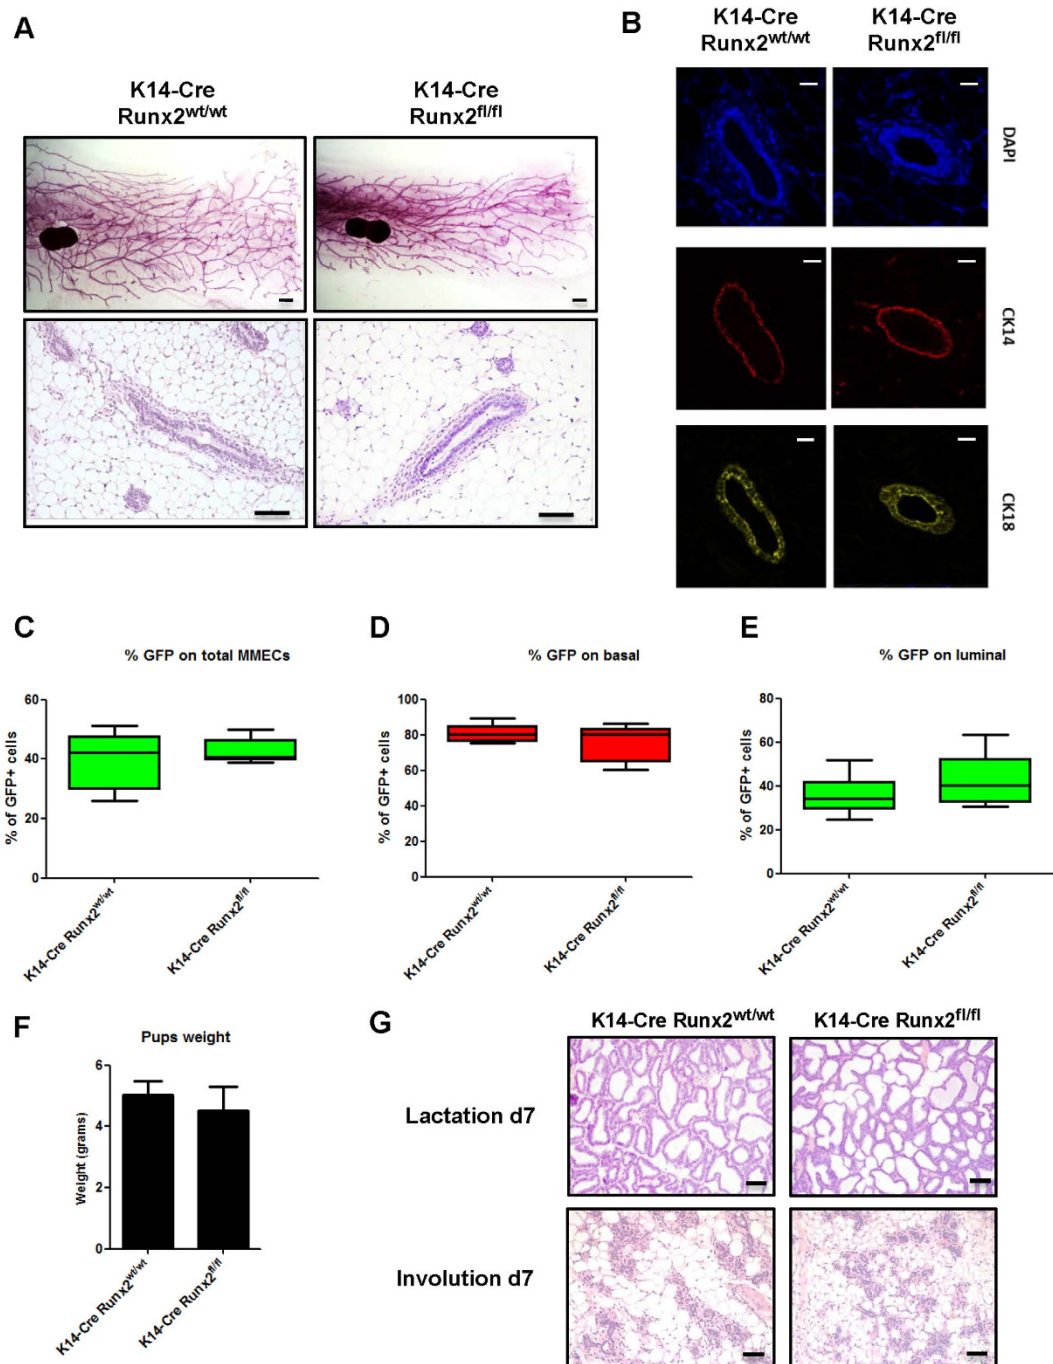 A
K14-Cre
Runx2wt/wt
K14-Cre
Runx2fl/fl
B
K14-Cre
Runx2wt/wt
K14-Cre
Runx2fl/fl
DAPI
CK14
CK18
C
% GFP on total MMECs
% of GFP+ cells
60
40
20
0
K14-Cre Runx2wt/wt
K14-Cre Runx2fl/fl
D
% GFP on basal
% of GFP+ cells
100
80
60
40
20
0
K14-Cre Runx2wt/wt
K14-Cre Runx2fl/fl
E
% GFP on luminal
% of GFP+ cells
80
60
40
20
0
K14-Cre Runx2wt/wt
K14-Cre Runx2fl/fl
F
Pups weight
Weight (grams)
6
4
2
0
K14-Cre Runx2wt/wt
K14-Cre Runx2fl/fl
G
K14-Cre Runx2wt/wt
K14-Cre Runx2fl/fl
Lactation d7
Involution d7